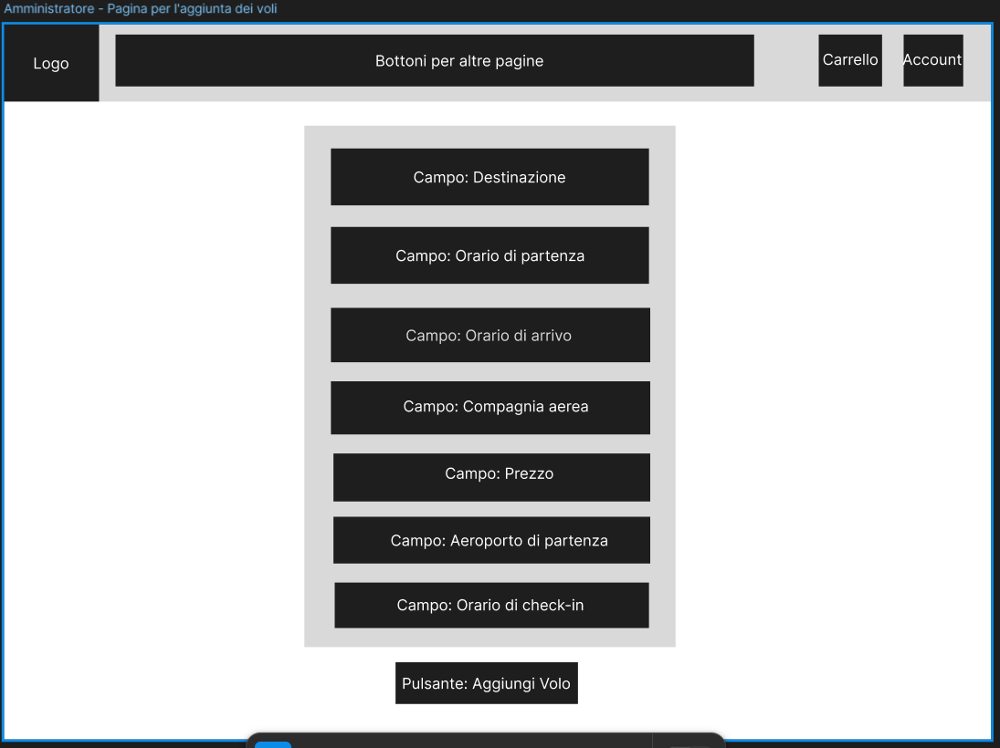 Amministratore - Pagina per l'aggiunta dei voli
Logo
Bottoni per altre pagine
Carrello
Account
Campo: Destinazione
Campo: Orario di partenza
Campo: Orario di arrivo
Campo: Compagnia aerea
Campo: Prezzo
Campo: Aeroporto di partenza
Campo: Orario di check-in
Pulsante: Aggiungi Volo